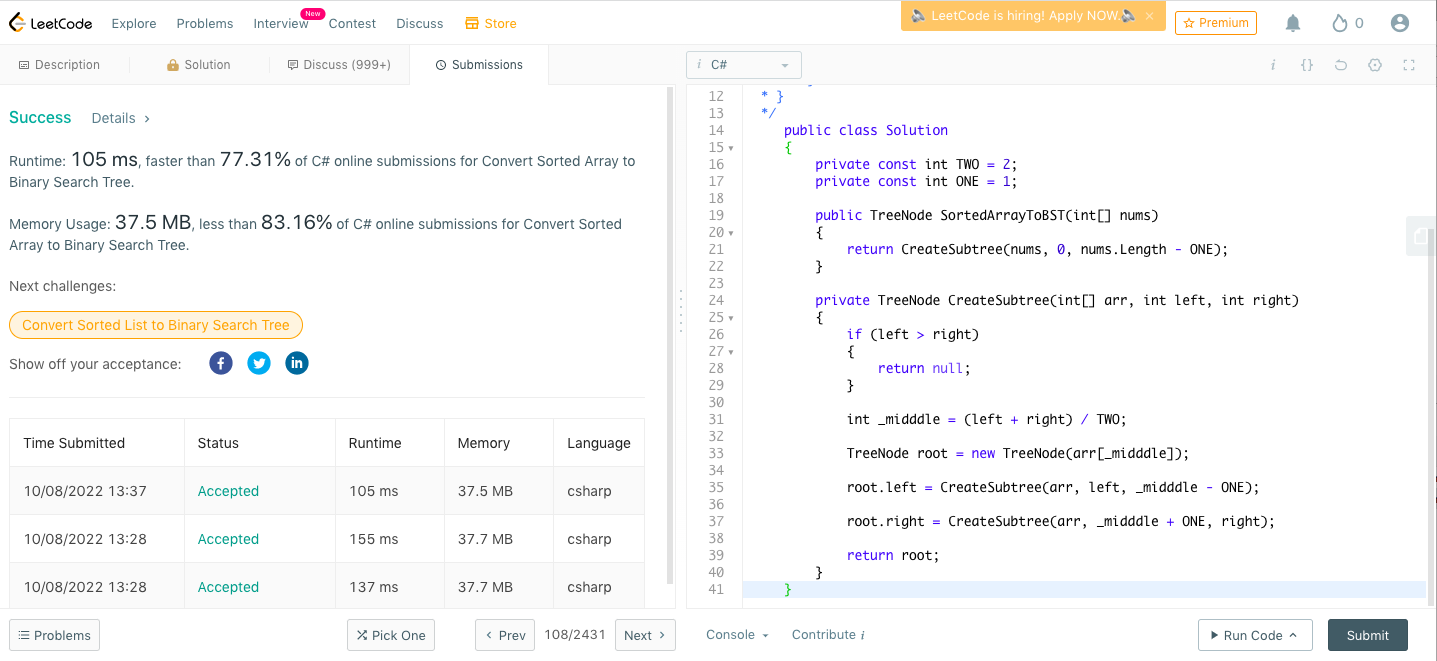 LeetCode Explore Problems Interview New Contest Discuss Store LeetCode is hiring! Apply NOW. × Premium 0
Description Solution Discuss (999+) Submissions
i C# i {}
Success Details >
Runtime: 105 ms, faster than 77.31% of C# online submissions for Convert Sorted Array to
Binary Search Tree.
Memory Usage: 37.5 MB, less than 83.16% of C# online submissions for Convert Sorted
Array to Binary Search Tree.
Next challenges:
Convert Sorted List to Binary Search Tree
Show off your acceptance: f in
Time Submitted Status Runtime Memory Language
10/08/2022 13:37 Accepted 105 ms 37.5 MB csharp
10/08/2022 13:28 Accepted 155 ms 37.7 MB csharp
10/08/2022 13:28 Accepted 137 ms 37.7 MB csharp
12 * }
13 */
14 public class Solution
15 {
16 private const int TWO = 2;
17 private const int ONE = 1;
18
19 public TreeNode SortedArrayToBST(int[] nums)
20 {
21 return CreateSubtree(nums, 0, nums.Length - ONE);
22 }
23
24 private TreeNode CreateSubtree(int[] arr, int left, int right)
25 {
26 if (left > right)
27 {
28 return null;
29 }
30
31 int _midddle = (left + right) / TWO;
32
33 TreeNode root = new TreeNode(arr[_midddle]);
34
35 root.left = CreateSubtree(arr, left, _midddle - ONE);
36
37 root.right = CreateSubtree(arr, _midddle + ONE, right);
38
39 return root;
40 }
41 }
Problems Pick One < Prev 108/2431 Next > Console Contribute i Run Code Submit